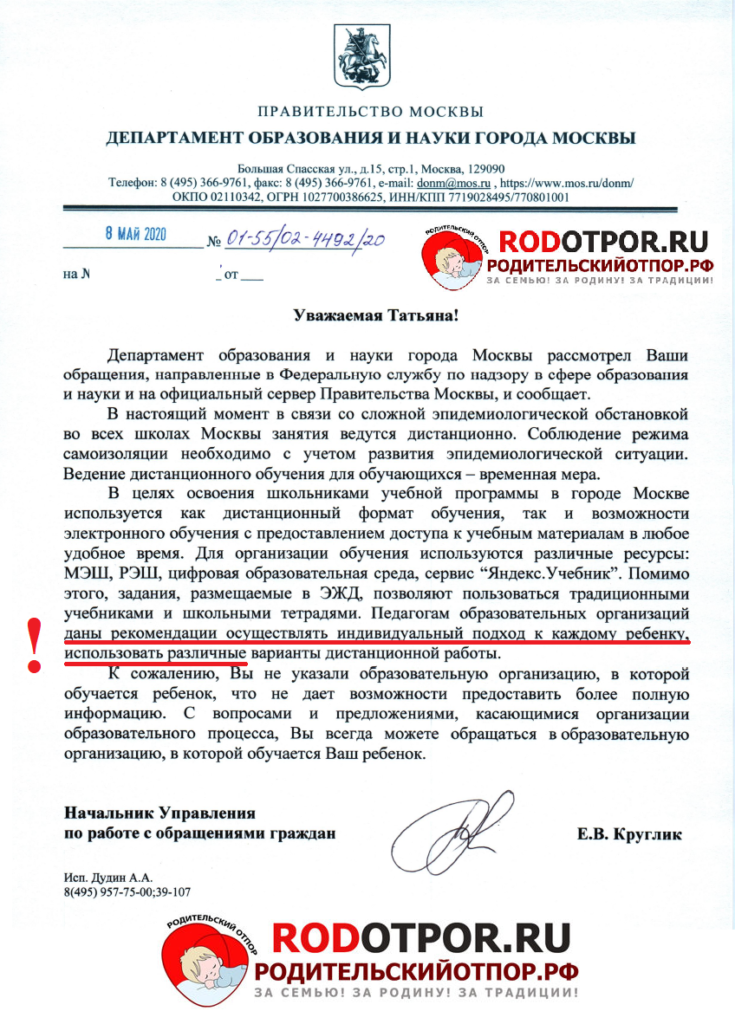 ПРАВИТЕЛЬСТВО МОСКВЫ
ДЕПАРТАМЕНТ ОБРАЗОВАНИЯ И НАУКИ ГОРОДА МОСКВЫ
Большая Спасская ул., д.15, стр.1, Москва, 129090
Телефон: 8 (495) 366-9761, факс: 8 (495) 366-9761, e-mail: donm@mos.ru , https://www.mos.ru/donm/
ОКПО 02110342, ОГРН 1027700386625, ИНН/КПП 7719028495/770801001
8 МАЙ 2020 № 01-55/02-4492/20
на № от
РОДИТЕЛЬСКИЙ ОТПОР
RODOTPOR.RU
РОДИТЕЛЬСКИЙОТПОР.РФ
ЗА СЕМЬЮ! ЗА РОДИНУ! ЗА ТРАДИЦИИ!
Уважаемая Татьяна!
Департамент образования и науки города Москвы рассмотрел Ваши
обращения, направленные в Федеральную службу по надзору в сфере образования
и науки и на официальный сервер Правительства Москвы, и сообщает.
В настоящий момент в связи со сложной эпидемиологической обстановкой
во всех школах Москвы занятия ведутся дистанционно. Соблюдение режима
самоизоляции необходимо с учетом развития эпидемиологической ситуации.
Ведение дистанционного обучения для обучающихся – временная мера.
В целях освоения школьниками учебной программы в городе Москве
используется как дистанционный формат обучения, так и возможности
электронного обучения с предоставлением доступа к учебным материалам в любое
удобное время. Для организации обучения используются различные ресурсы:
МЭШ, РЭШ, цифровая образовательная среда, сервис “Яндекс.Учебник”. Помимо
этого, задания, размещаемые в ЭЖД, позволяют пользоваться традиционными
учебниками и школьными тетрадями. Педагогам образовательных организаций
даны рекомендации осуществлять индивидуальный подход к каждому ребенку,
! использовать различные варианты дистанционной работы.
К сожалению, Вы не указали образовательную организацию, в которой
обучается ребенок, что не дает возможности предоставить более полную
информацию. С вопросами и предложениями, касающимися организации
образовательного процесса, Вы всегда можете обращаться в образовательную
организацию, в которой обучается Ваш ребенок.
Начальник Управления
по работе с обращениями граждан Е.В. Круглик
Исп. Дудин А.А.
8(495) 957-75-00;39-107
РОДИТЕЛЬСКИЙ ОТПОР
RODOTPOR.RU
РОДИТЕЛЬСКИЙОТПОР.РФ
ЗА СЕМЬЮ! ЗА РОДИНУ! ЗА ТРАДИЦИИ!